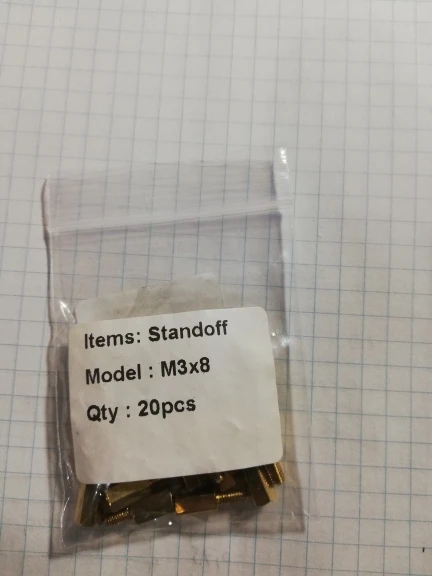 Items: Standoff
Model : M3x8
Qty : 20pcs